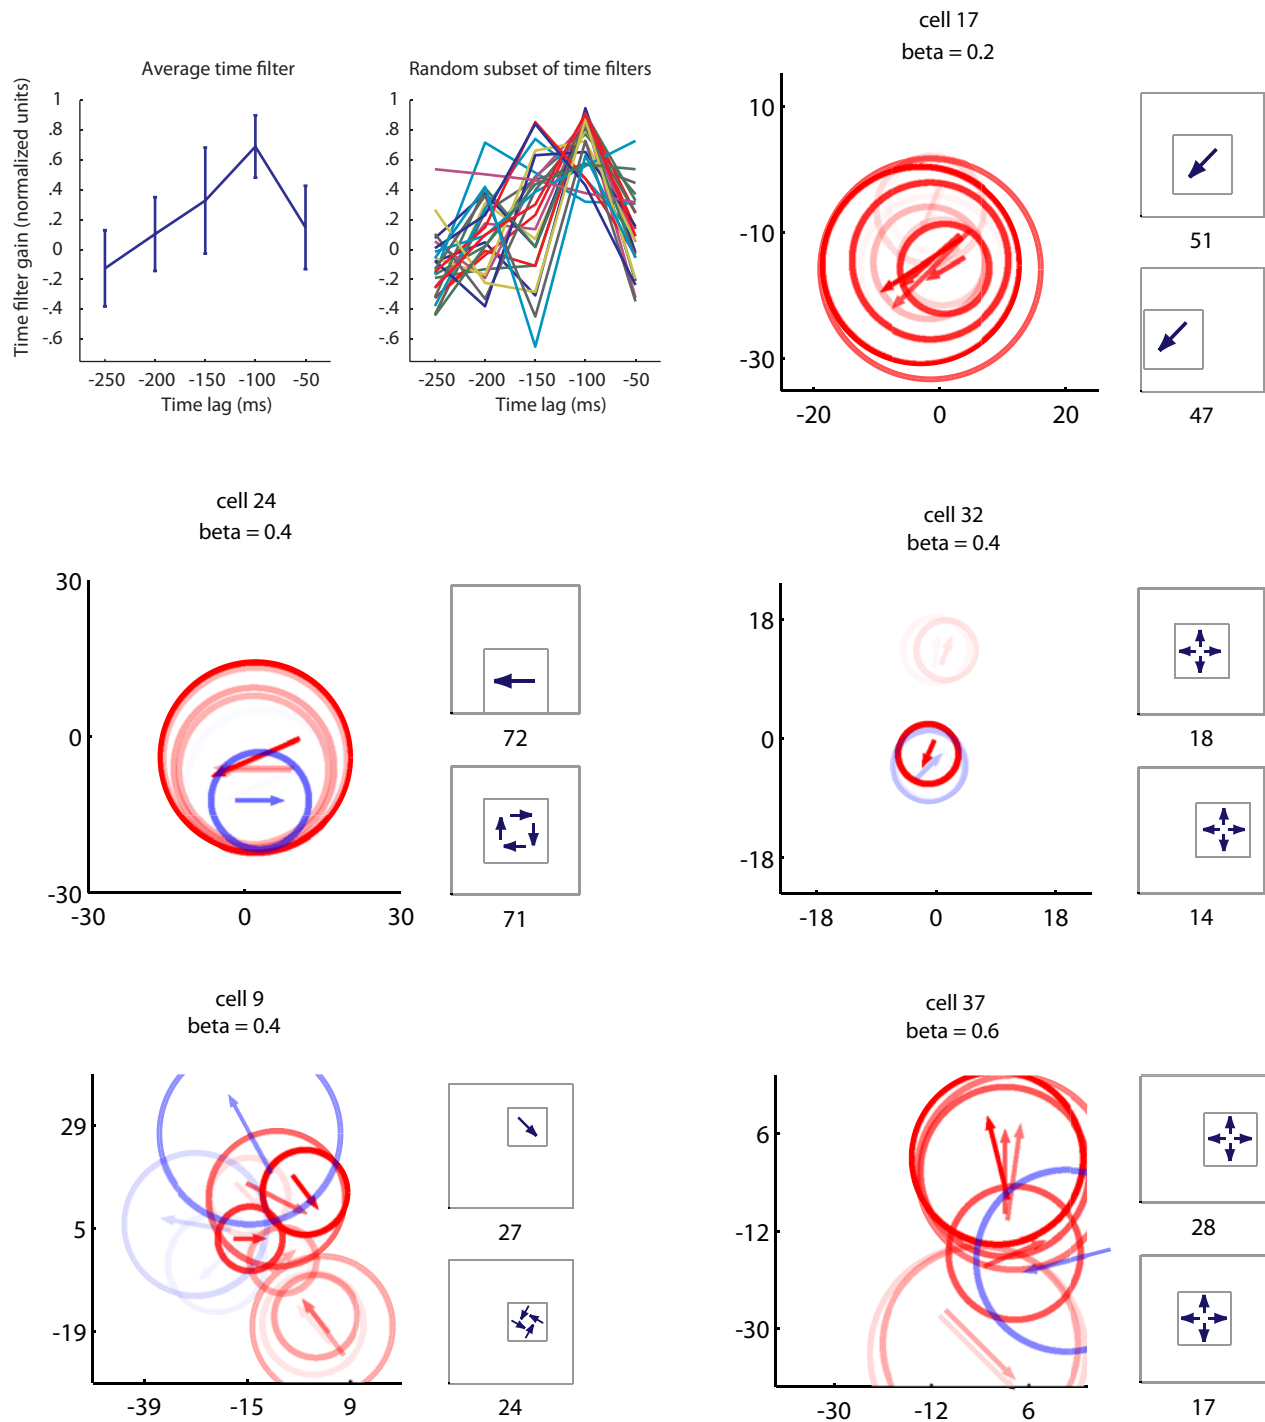 cell 17
beta = 0.2
Average time filter
Random subset of time filters
Time filter gain (normalized units)
1
.8
.6
.4
.2
0
-.2
-.4
-.6
-250 -200 -150 -100 -50
Time lag (ms)
1
.8
.6
.4
.2
0
-.2
-.4
-.6
-250 -200 -150 -100 -50
Time lag (ms)
10
-10
-30
-20 0 20
51
47
cell 24
beta = 0.4
30
0
-30
-30 0 30
72
71
cell 32
beta = 0.4
18
0
-18
-18 0 18
18
14
cell 9
beta = 0.4
29
5
-19
-39 -15 9
27
24
cell 37
beta = 0.6
6
-12
-30
-30 -12 6
28
17